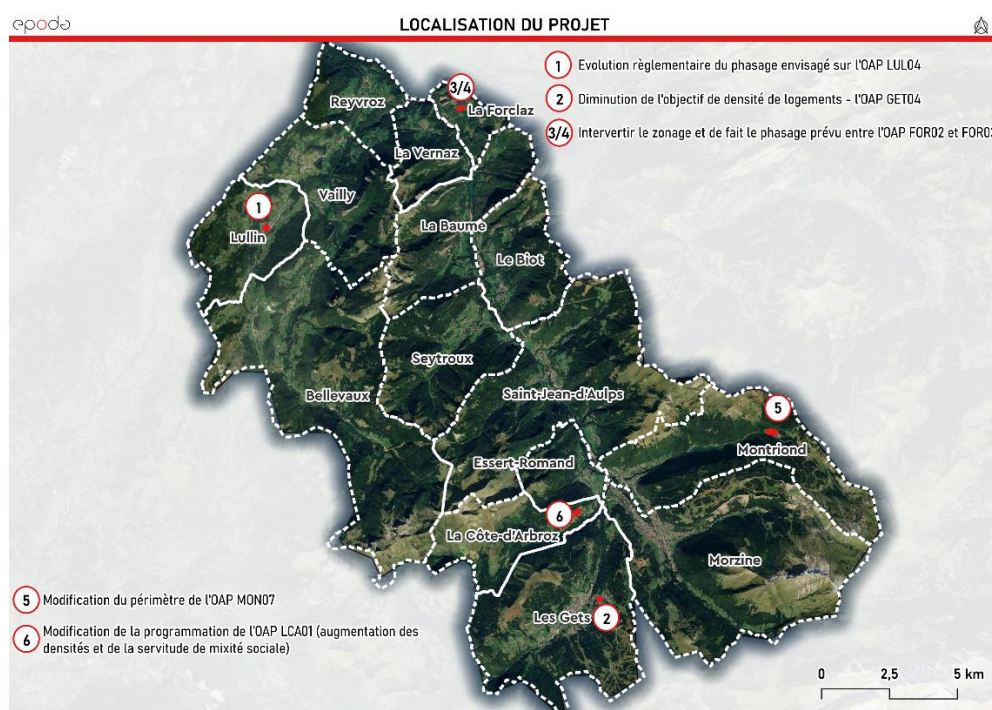 epode
LOCALISATION DU PROJET
1 Evolution règlementaire du phasage envisagé sur l'OAP LUL04
2 Diminution de l'objectif de densité de logements - l'OAP GET04
3/4 Intervertir le zonage et de fait le phasage prévu entre l'OAP FOR02 et FOR03
3/4
Reyvroz
La Forclaz
La Vernaz
Vailly
1
Lullin
La Baume
Le Biot
Seytroux
Bellevaux
Saint-Jean-d'Aulps
5
Montriond
Essert-Romand
6
La Côte-d'Arbroz
Morzine
Les Gets
2
5 Modification du périmètre de l'OAP MON07
6 Modification de la programmation de l'OAP LCA01 (augmentation des
densités et de la servitude de mixité sociale)
0 2,5 5 km